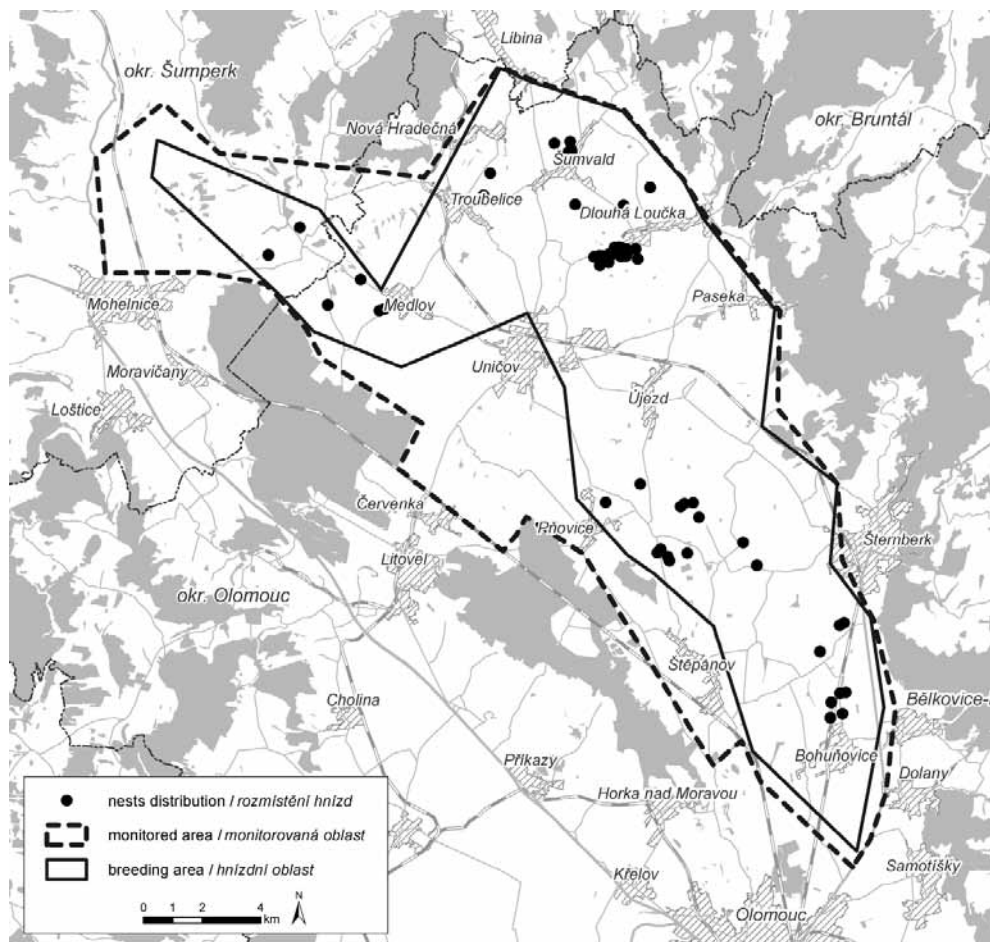 Libina
okr. Šumperk
okr. Bruntál
Nová Hradečná
Šumvald
Troubelice
Dlouhá Loučka
Mohelnice
Medlov
Paseka
Uničov
Moravičany
Újezd
Loštice
Červenka
Pňovice
Šternberk
Litovel
okr. Olomouc
Štěpánov
Cholina
Bělkovice-
Bohuňovice
Příkazy
Dolany
Horka nad Moravou
Křelov
Samotíšky
Olomouc
nests distribution / rozmístění hnízd
monitored area / monitorovaná oblast
breeding area / hnízdní oblast
0 1 2 4
km
N